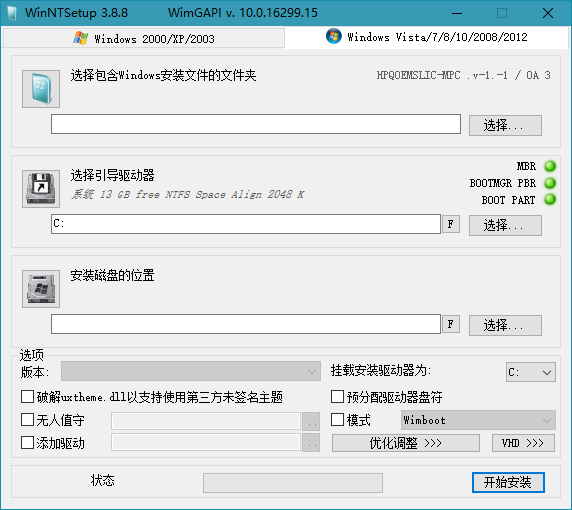 WinNTSetup 3.8.8 WimGAPI v. 10.0.16299.15
Windows 2000/XP/2003 Windows Vista/7/8/10/2008/2012
选择包含Windows安装文件的文件夹 HPQOEMSLIC-MPC .v-1.-1 / OA 3
选择...
选择引导驱动器
系统 13 GB free NTFS Space Align 2048 K
MBR
BOOTMGR PBR
BOOT PART
C: F 选择...
安装磁盘的位置
F 选择...
选项
版本: 挂载安装驱动器为: C:
破解uxtheme.dll以支持使用第三方未签名主题 预分配驱动器盘符
无人值守 .. 模式 Wimboot
添加驱动 .. 优化调整 >>> VHD >>>
状态 开始安装